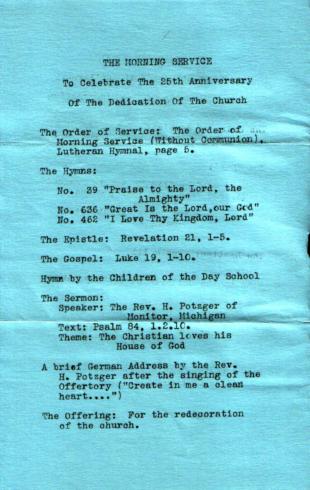 THE MORNING SERVICE
To Celebrate The 25th Anniversary
Of The Dedication Of The Church
The Order of Service: The Order of
Morning Service (Without Communion),
Lutheran Hymnal, page 5.
The Hymns:
No. 39 "Praise to the Lord, the
Almighty"
No. 636 "Great Is the Lord,our God"
No. 462 "I Love Thy Kingdom, Lord"
The Epistle: Revelation 21, 1-5.
The Gospel: Luke 19, 1-10.
Hymn by the Children of the Day School
The Sermon:
Speaker: The Rev. H. Potzger of
Monitor, Michigan
Text: Psalm 84, 1.2.10.
Theme: The Christian loves his
House of God
A brief German Address by the Rev.
H. Potzger after the singing of the
Offertory ("Create in me a clean
heart....")
The Offering: For the redecoration
of the church.